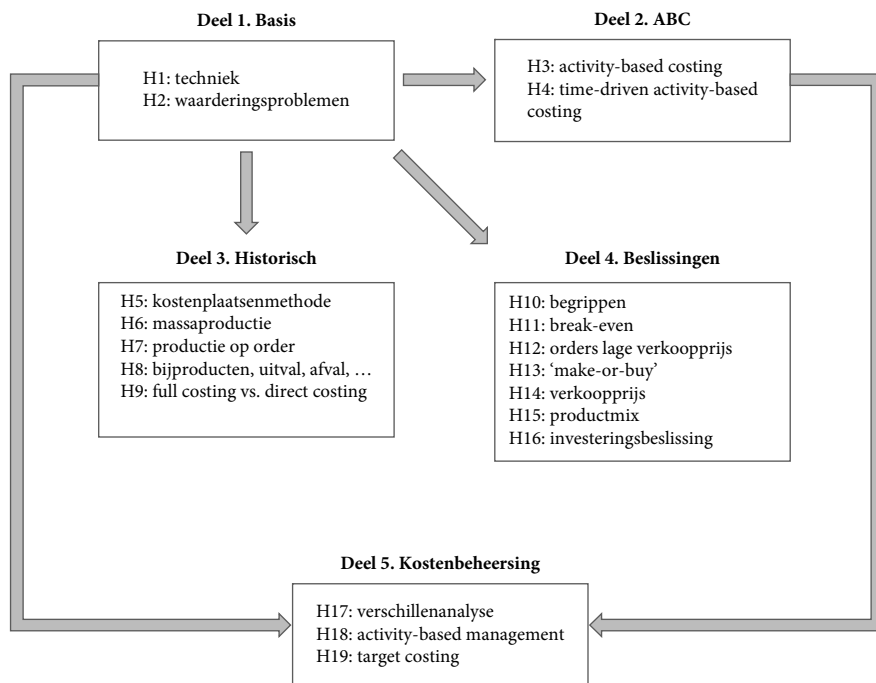 Deel 1. Basis
H1: techniek
H2: waarderingsproblemen
Deel 2. ABC
H3: activity-based costing
H4: time-driven activity-based
costing
Deel 3. Historisch
H5: kostenplaatsenmethode
H6: massaproductie
H7: productie op order
H8: bijproducten, uitval, afval, …
H9: full costing vs. direct costing
Deel 4. Beslissingen
H10: begrippen
H11: break-even
H12: orders lage verkoopprijs
H13: ‘make-or-buy’
H14: verkoopprijs
H15: productmix
H16: investeringsbeslissing
Deel 5. Kostenbeheersing
H17: verschillenanalyse
H18: activity-based management
H19: target costing